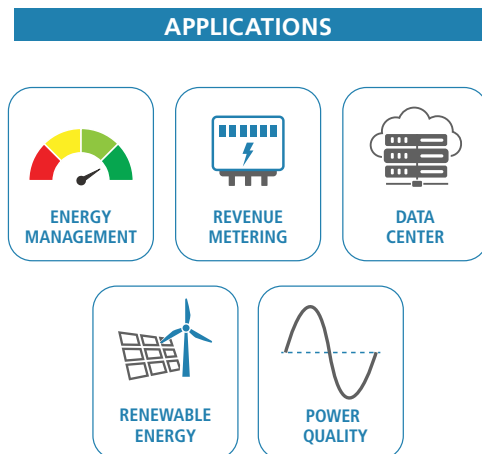 APPLICATIONS
ENERGY
MANAGEMENT
REVENUE
METERING
DATA
CENTER
RENEWABLE
ENERGY
POWER
QUALITY